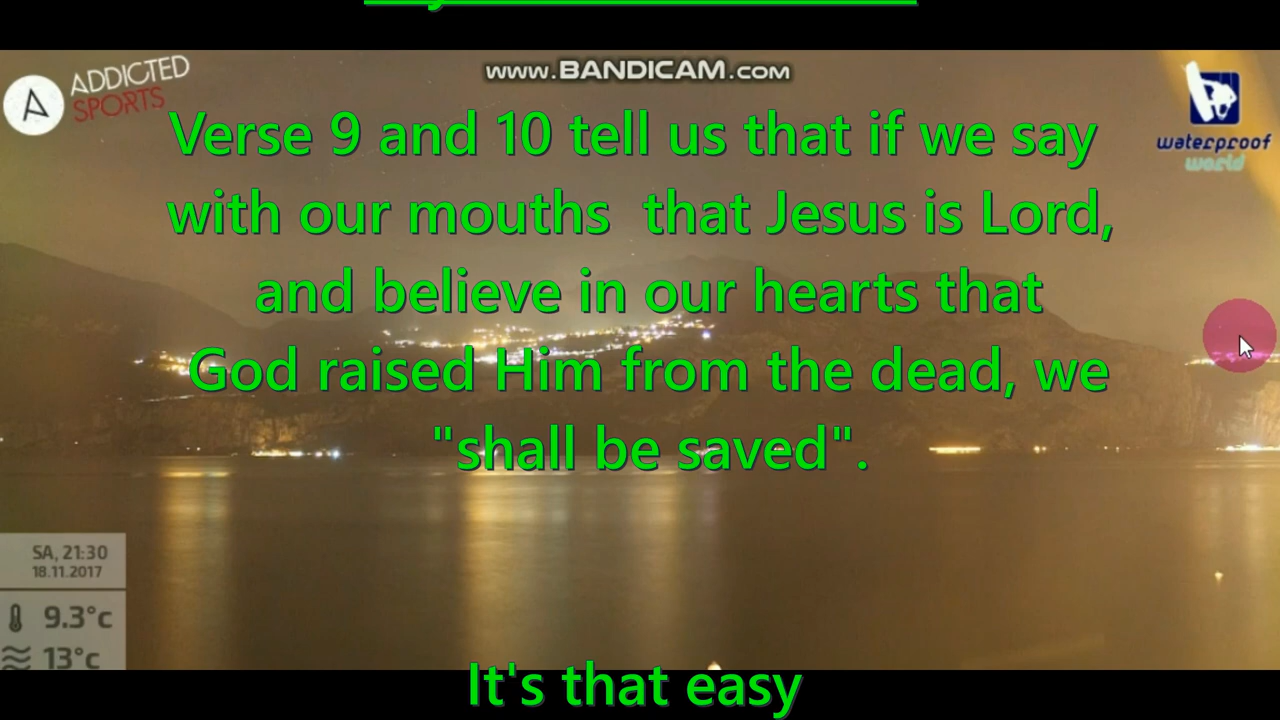 www.BANDICAM.com
ADDICTED
SPORTS
waterproof
world
Verse 9 and 10 tell us that if we say
with our mouths  that Jesus is Lord,
and believe in our hearts that
God raised Him from the dead, we
"shall be saved".
SA, 21:30
18.11.2017
9.3°c
13°c
It's that easy